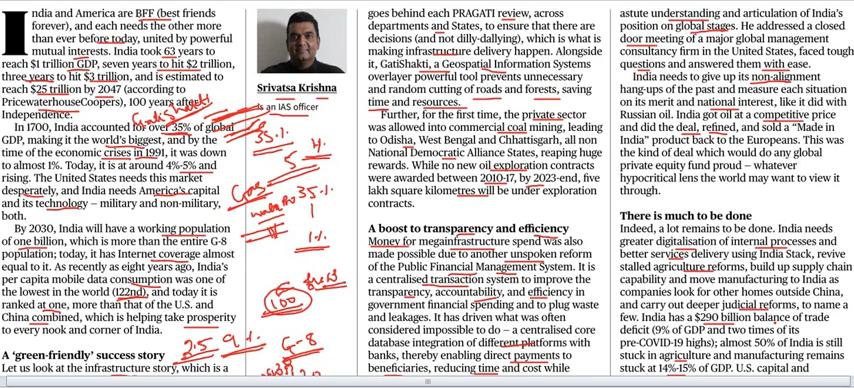 India and America are BFF (best friends
forever), and each needs the other more
than ever before today, united by powerful
mutual interests. India took 63 years to
reach $1 trillion GDP, seven years to hit $2 trillion,
three years to hit $3 trillion, and is estimated to
reach $25 trillion by 2047 (according to
PricewaterhouseCoopers), 100 years after
Independence.
In 1700, India accounted for over 35% of global
GDP, making it the world's biggest, and by the
time of the economic crises in 1991, it was down
to almost 1%. Today, it is around 4%-5% and
rising. The United States needs this market
desperately, and India needs America's capital
and its technology – military and non-military,
both.
By 2030, India will have a working population
of one billion, which is more than the entire G-8
population; today, it has Internet coverage almost
equal to it. As recently as eight years ago, India's
per capita mobile data consumption was one of
the lowest in the world (122nd), and today it is
ranked at one, more than that of the U.S. and
China combined, which is helping take prosperity
to every nook and corner of India.
A 'green-friendly' success story
Let us look at the infrastructure story, which is a
Srivatsa Krishna
is an IAS officer
35%
4%
5
Gas
35%
1
1%
100
2.5
9%
G-8
goes behind each PRAGATI review, across
departments and States, to ensure that there are
decisions (and not dilly-dallying), which is what is
making infrastructure delivery happen. Alongside
it, GatiShakti, a Geospatial Information Systems
overlayer powerful tool prevents unnecessary
and random cutting of roads and forests, saving
time and resources.
Further, for the first time, the private sector
was allowed into commercial coal mining, leading
to Odisha, West Bengal and Chhattisgarh, all non
National Democratic Alliance States, reaping huge
rewards. While no new oil exploration contracts
were awarded between 2010-17, by 2023-end, five
lakh square kilometres will be under exploration
contracts.
A boost to transparency and efficiency
Money for megainfrastructure spend was also
made possible due to another unspoken reform
of the Public Financial Management System. It is
a centralised transaction system to improve the
transparency, accountability, and efficiency in
government financial spending and to plug waste
and leakages. It has driven what was often
considered impossible to do – a centralised core
database integration of different platforms with
banks, thereby enabling direct payments to
beneficiaries, reducing time and cost while
astute understanding and articulation of India's
position on global stages. He addressed a closed
door meeting of a major global management
consultancy firm in the United States, faced tough
questions and answered them with ease.
India needs to give up its non-alignment
hang-ups of the past and measure each situation
on its merit and national interest, like it did with
Russian oil. India got oil at a competitive price
and did the deal, refined, and sold a "Made in
India" product back to the Europeans. This was
the kind of deal which would do any global
private equity fund proud – whatever
hypocritical lens the world may want to view it
through.
There is much to be done
Indeed, a lot remains to be done. India needs
greater digitalisation of internal processes and
better services delivery using India Stack, revive
stalled agriculture reforms, build up supply chain
capability and move manufacturing to India as
companies look for other homes outside China,
and carry out deeper judicial reforms, to name a
few. India has a $290 billion balance of trade
deficit (9% of GDP and two times of its
pre-COVID-19 highs); almost 50% of India is still
stuck in agriculture and manufacturing remains
stuck at 14%-15% of GDP. U.S. capital and